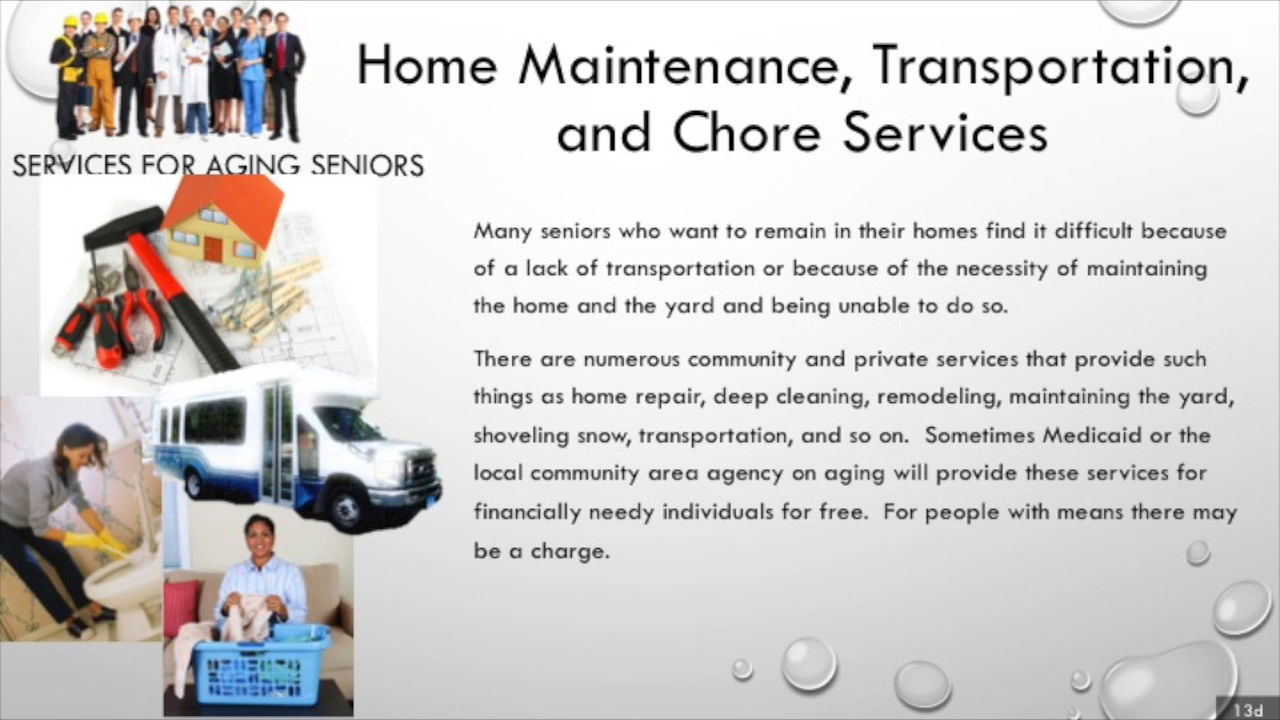 Home Maintenance, Transportation,
and Chore Services
SERVICES FOR AGING SENIORS
Many seniors who want to remain in their homes find it difficult because
of a lack of transportation or because of the necessity of maintaining
the home and the yard and being unable to do so.
There are numerous community and private services that provide such
things as home repair, deep cleaning, remodeling, maintaining the yard,
shoveling snow, transportation, and so on.  Sometimes Medicaid or the
local community area agency on aging will provide these services for
financially needy individuals for free.  For people with means there may
be a charge.
13d